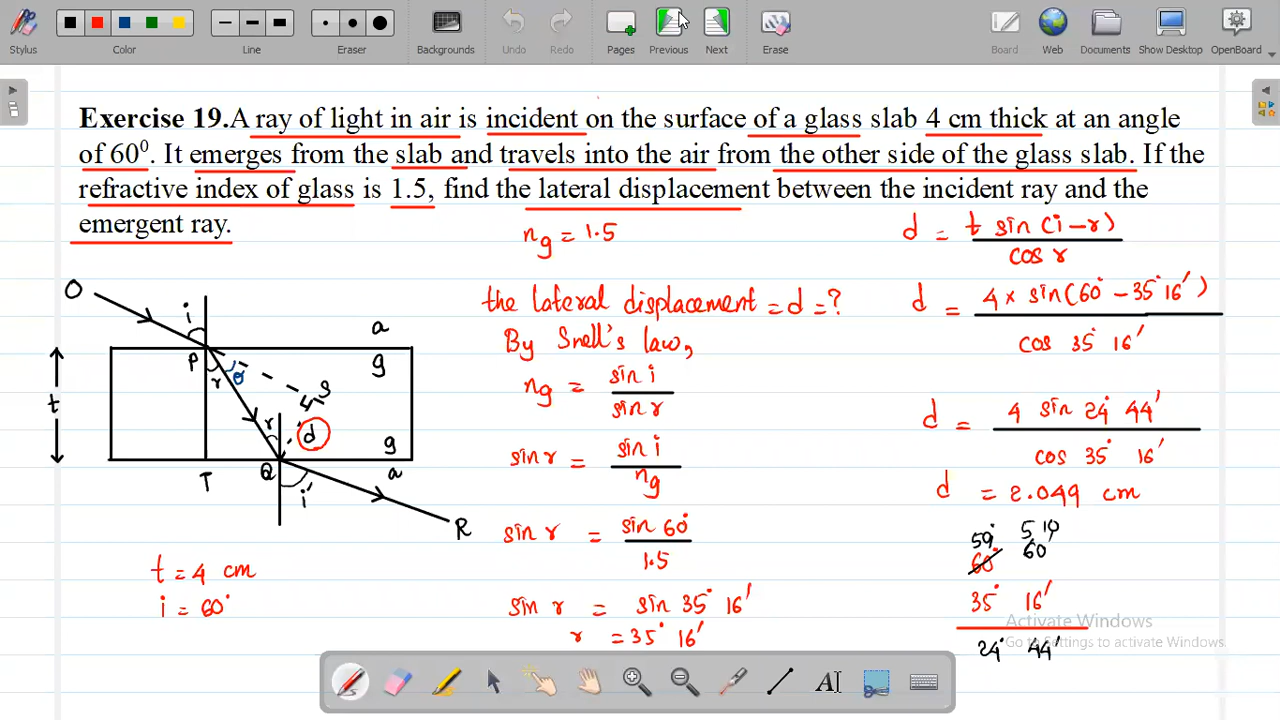 Stylus
Color
Line
Eraser
Backgrounds
Undo
Redo
Pages
Previous
Next
Erase
Board
Web
Documents
Show Desktop
OpenBoard
Exercise 19.A ray of light in air is incident on the surface of a glass slab 4 cm thick at an angle
of 60⁰. It emerges from the slab and travels into the air from the other side of the glass slab. If the
refractive index of glass is 1.5, find the lateral displacement between the incident ray and the
emergent ray.
O
i
a
P
g
r
θ
S
t
r
d
g
T
Q
a
i'
R
t = 4 cm
i = 60°
ng = 1.5
the lateral displacement = d = ?
By Snell's law,
ng = sin i / sin r
sin r = sin i / ng
sin r = sin 60° / 1.5
sin r = sin 35° 16'
r = 35° 16'
d = t sin(i - r) / cos r
d = 4 × sin(60° - 35° 16') / cos 35° 16'
d = 4 sin 24° 44' / cos 35° 16'
d = 2.049 cm
59° 5 10
60° 60
35° 16'
24° 44'
Activate Windows
Go to Settings to activate Windows.
AI